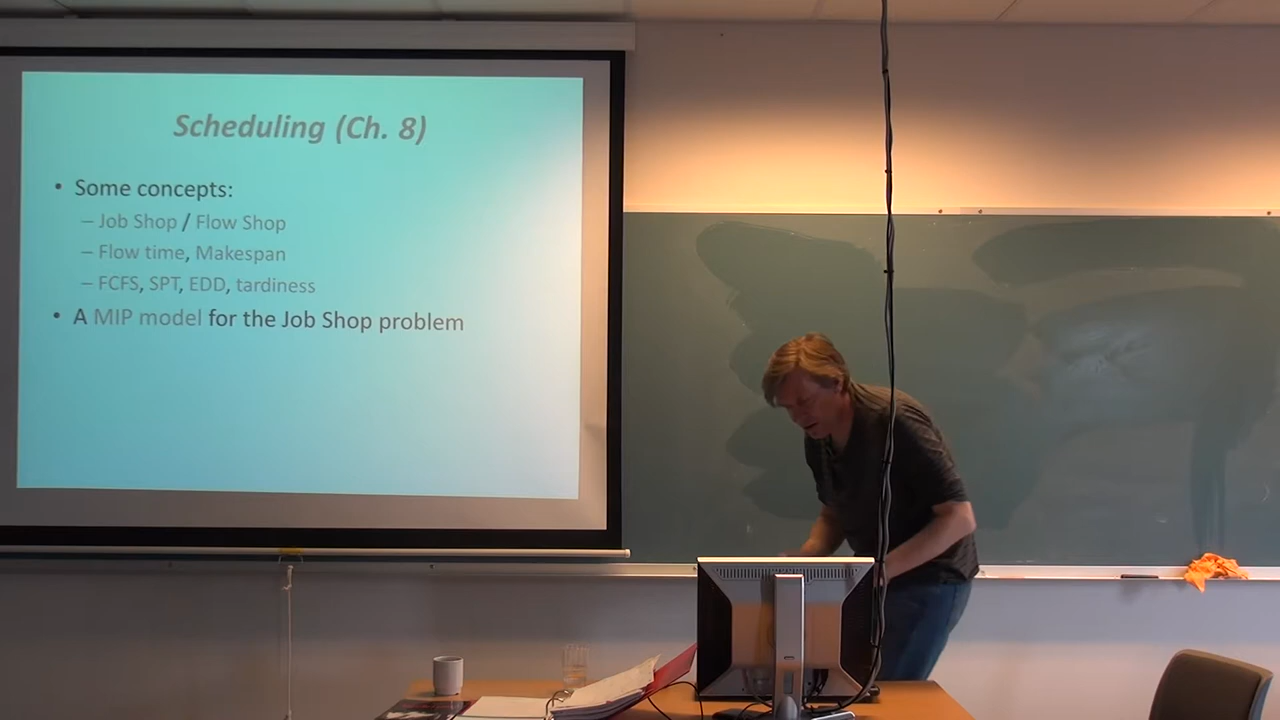 Scheduling (Ch. 8)
• Some concepts:
– Job Shop / Flow Shop
– Flow time, Makespan
– FCFS, SPT, EDD, tardiness
• A MIP model for the Job Shop problem